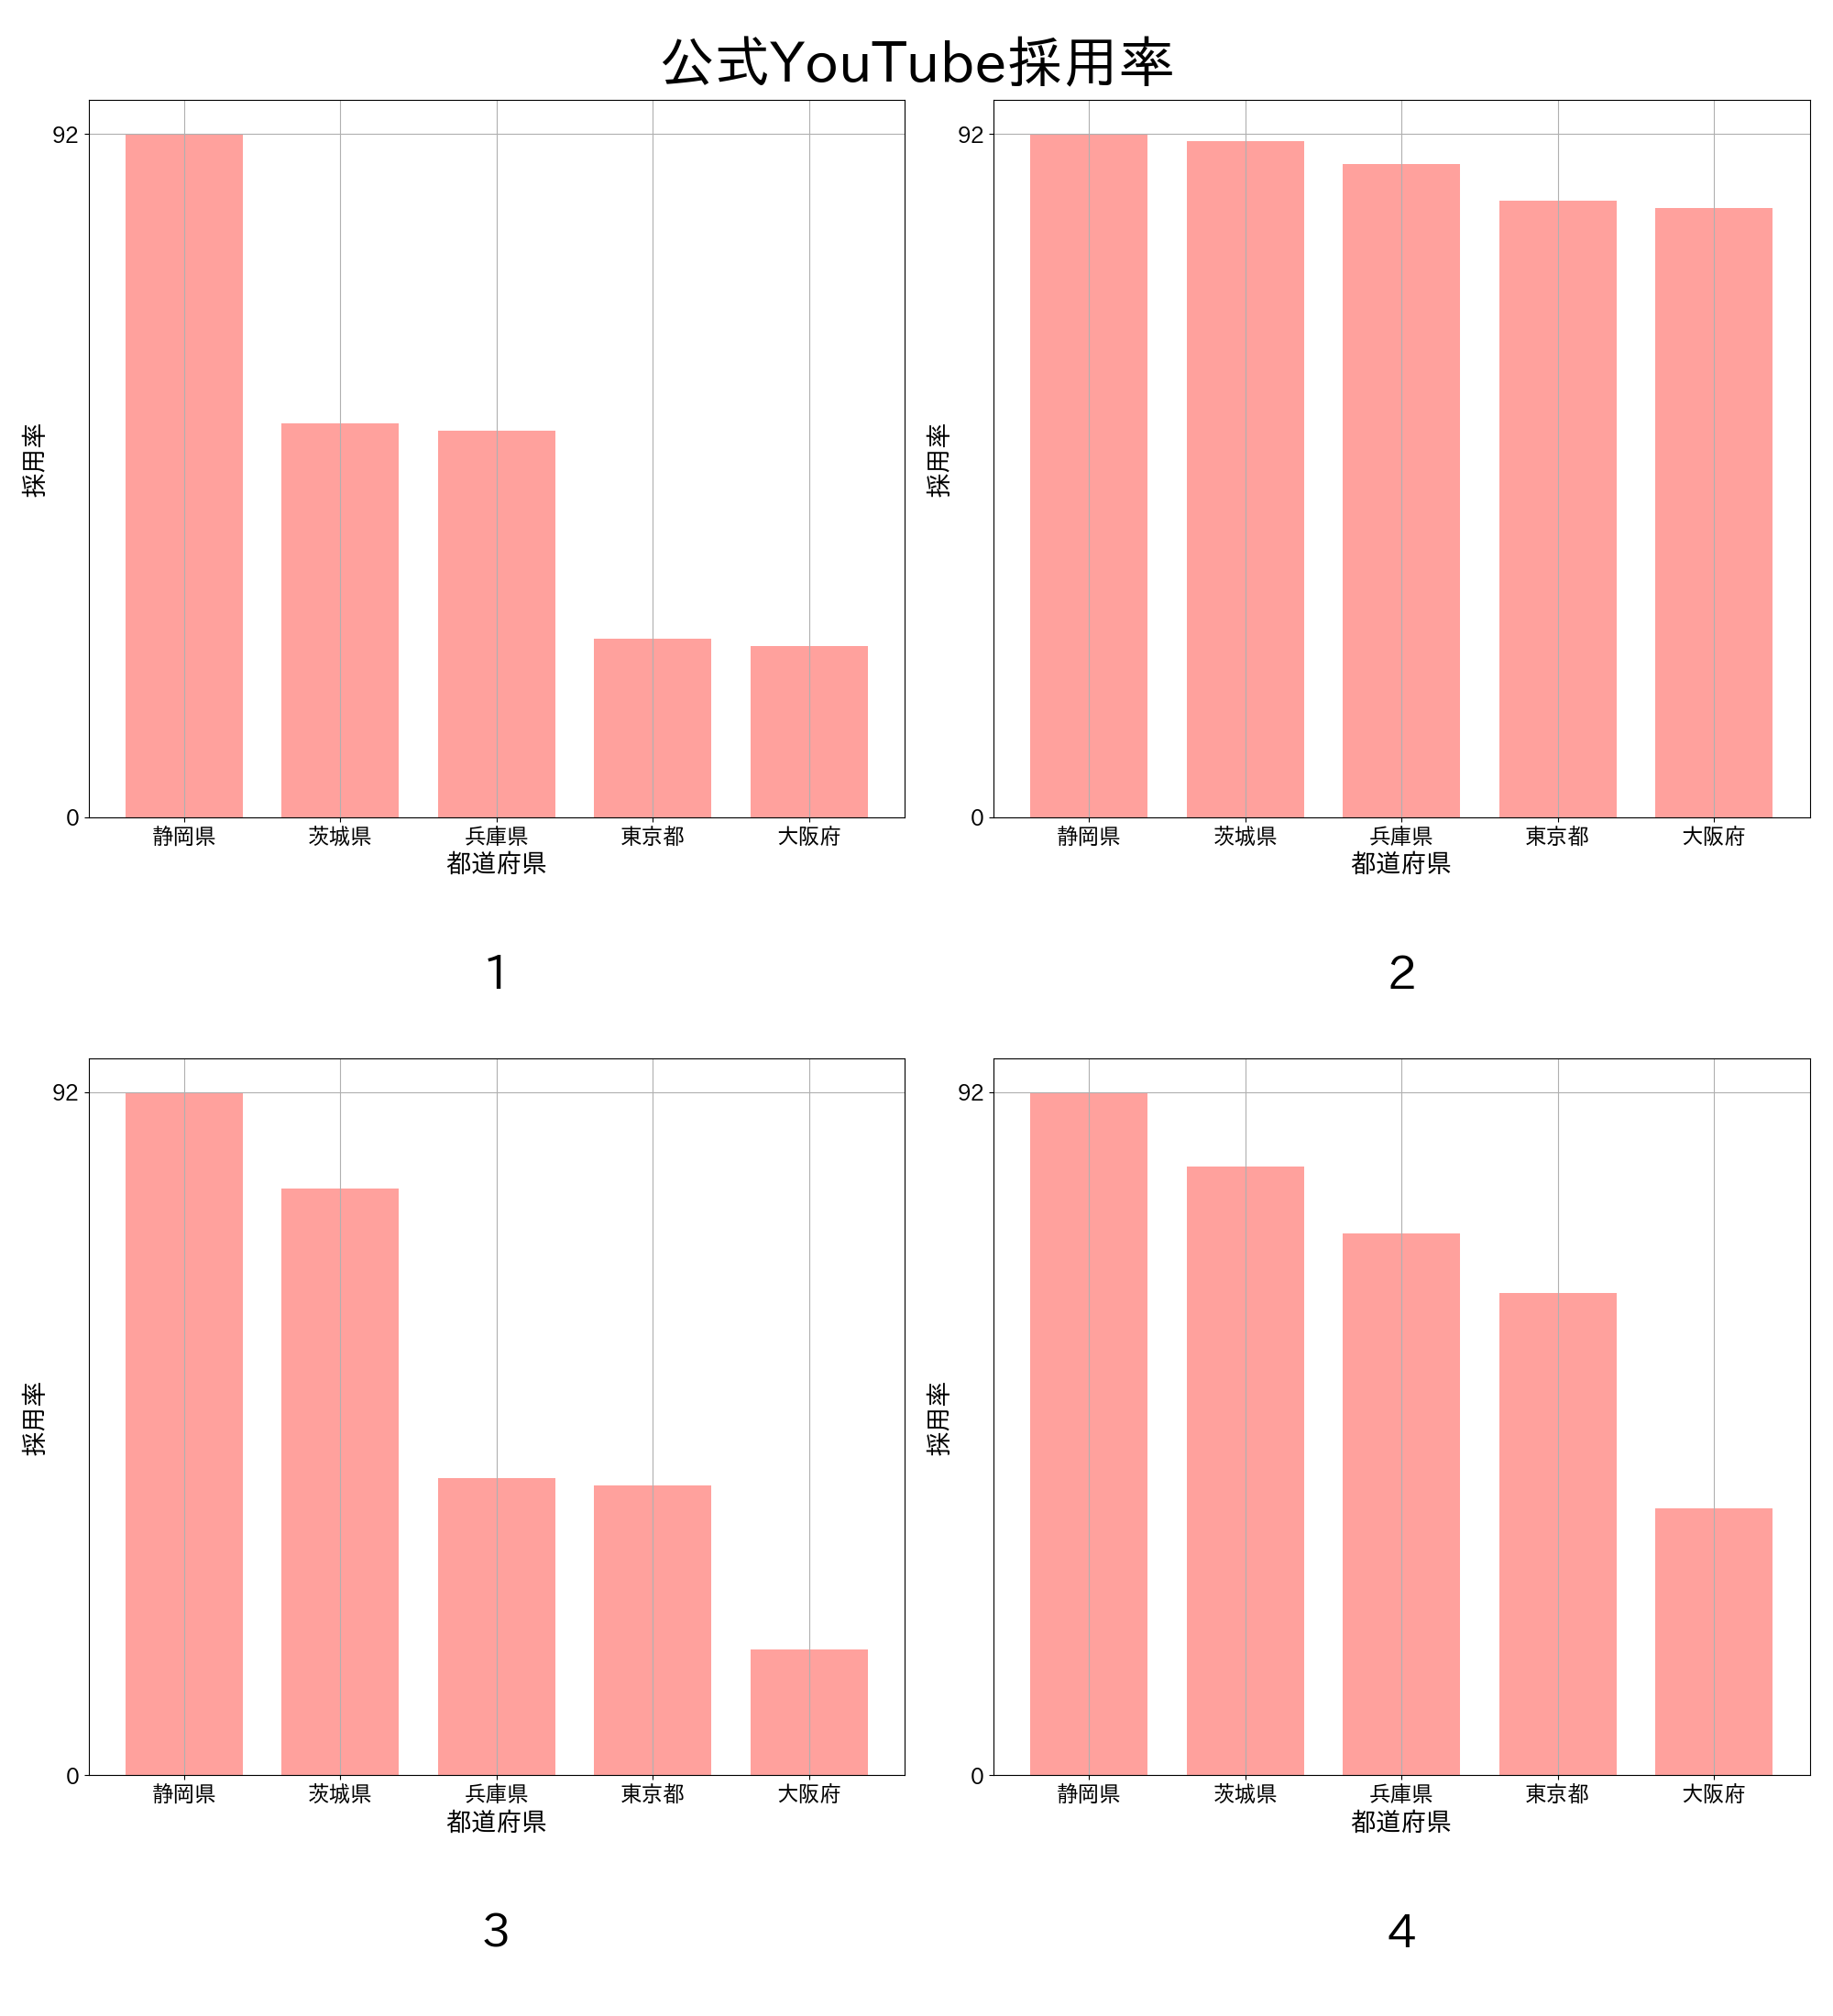 公式YouTube採用率
92
0
採用率
静岡県 茨城県 兵庫県 東京都 大阪府
都道府県
1
92
0
採用率
静岡県 茨城県 兵庫県 東京都 大阪府
都道府県
2
92
0
採用率
静岡県 茨城県 兵庫県 東京都 大阪府
都道府県
3
92
0
採用率
静岡県 茨城県 兵庫県 東京都 大阪府
都道府県
4